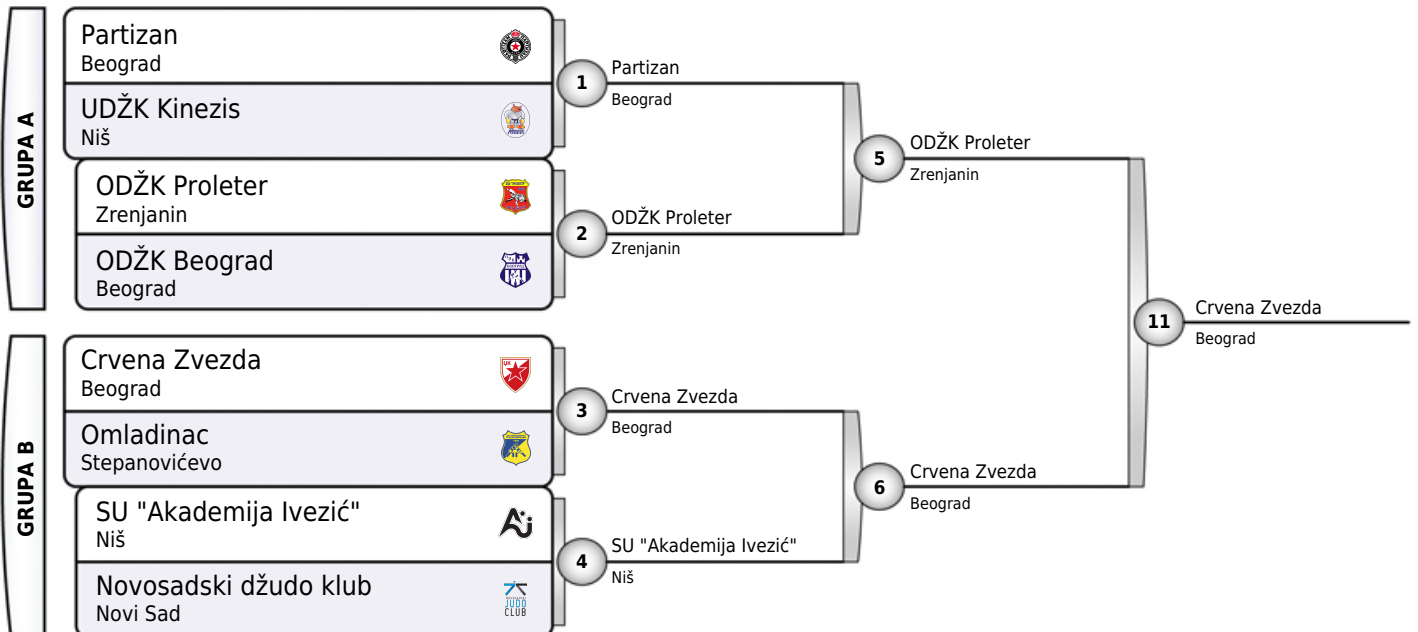 GRUPA A
Partizan
Beograd
UDŽK Kinezis
Niš
ODŽK Proleter
Zrenjanin
ODŽK Beograd
Beograd
1
Partizan
Beograd
2
ODŽK Proleter
Zrenjanin
5
ODŽK Proleter
Zrenjanin
GRUPA B
Crvena Zvezda
Beograd
Omladinac
Stepanovićevo
SU "Akademija Ivezić"
Niš
Novosadski džudo klub
Novi Sad
JUDO
CLUB
3
Crvena Zvezda
Beograd
4
SU "Akademija Ivezić"
Niš
6
Crvena Zvezda
Beograd
11
Crvena Zvezda
Beograd